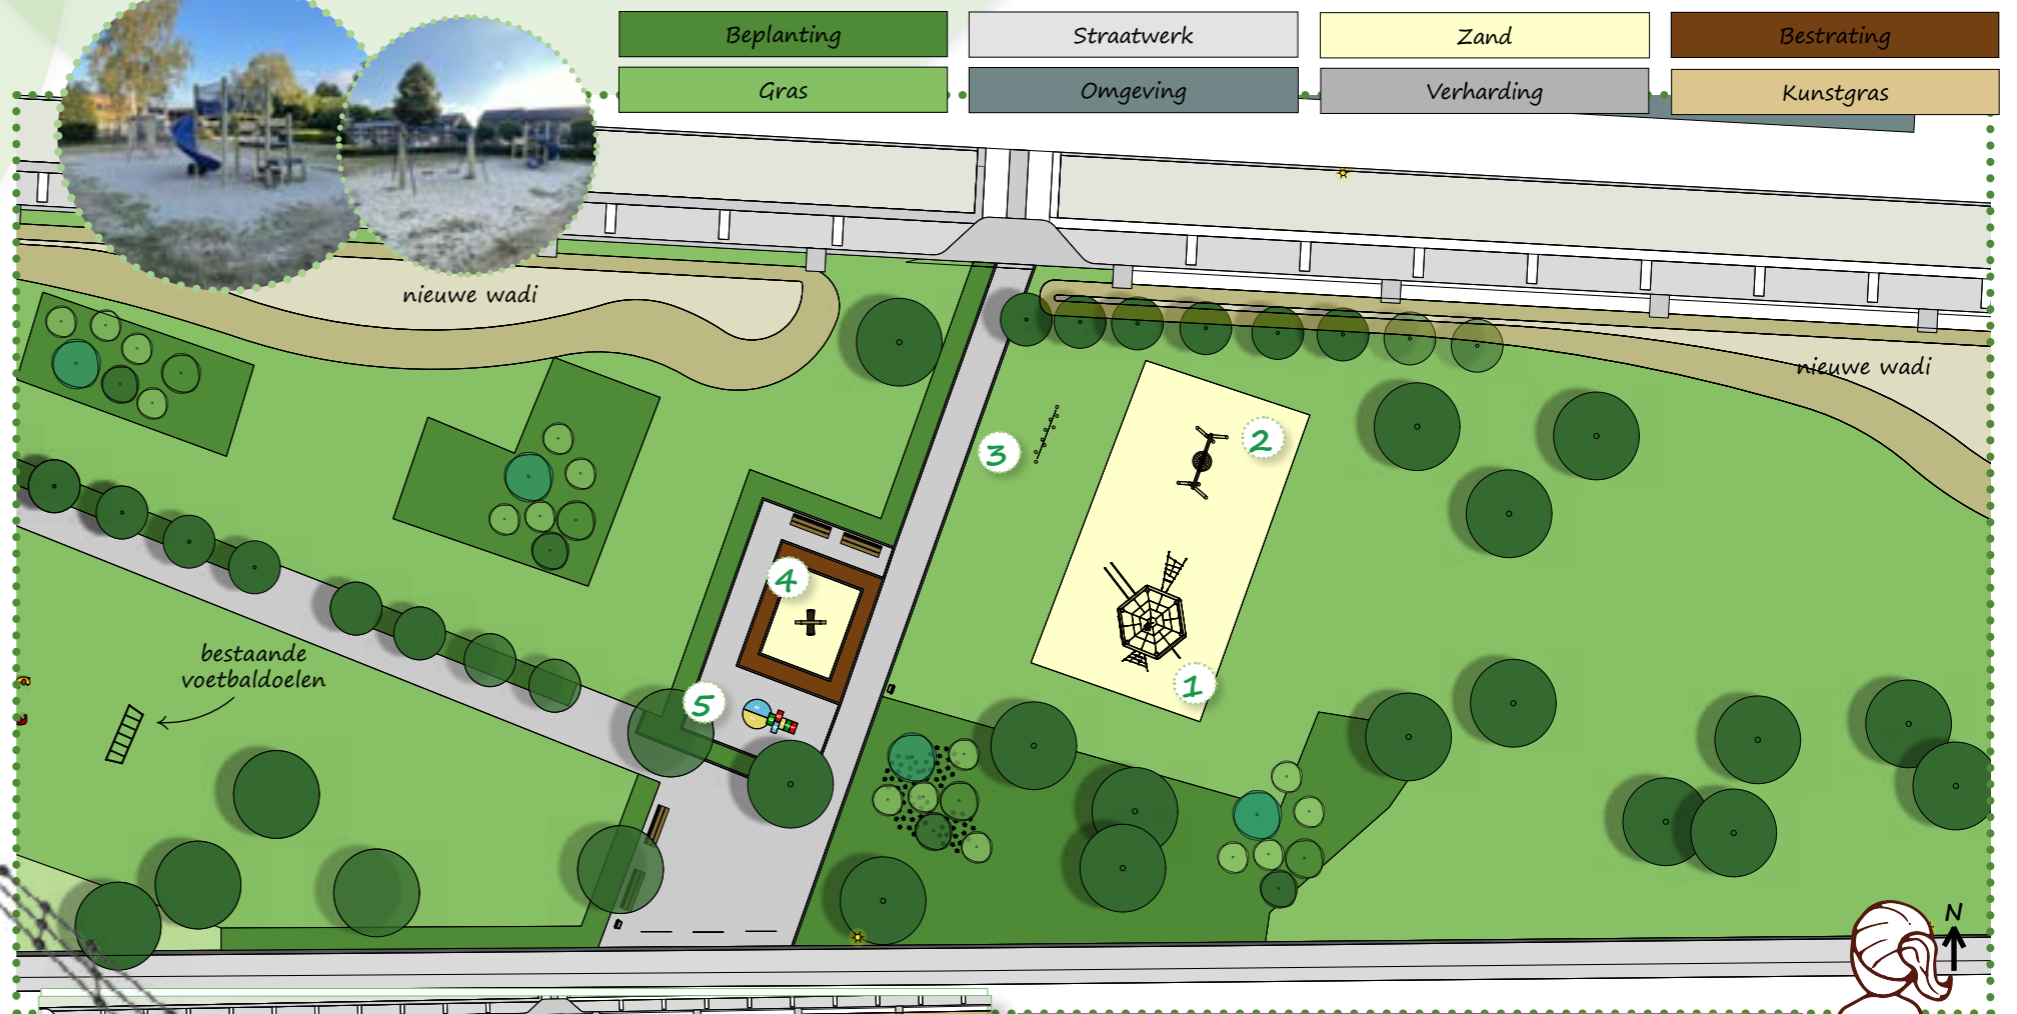 Beplanting
Straatwerk
Zand
Bestrating
Gras
Omgeving
Verharding
Kunstgras
nieuwe wadi
nieuwe wadi
3
2
4
bestaande
voetbaldoelen
5
1
N